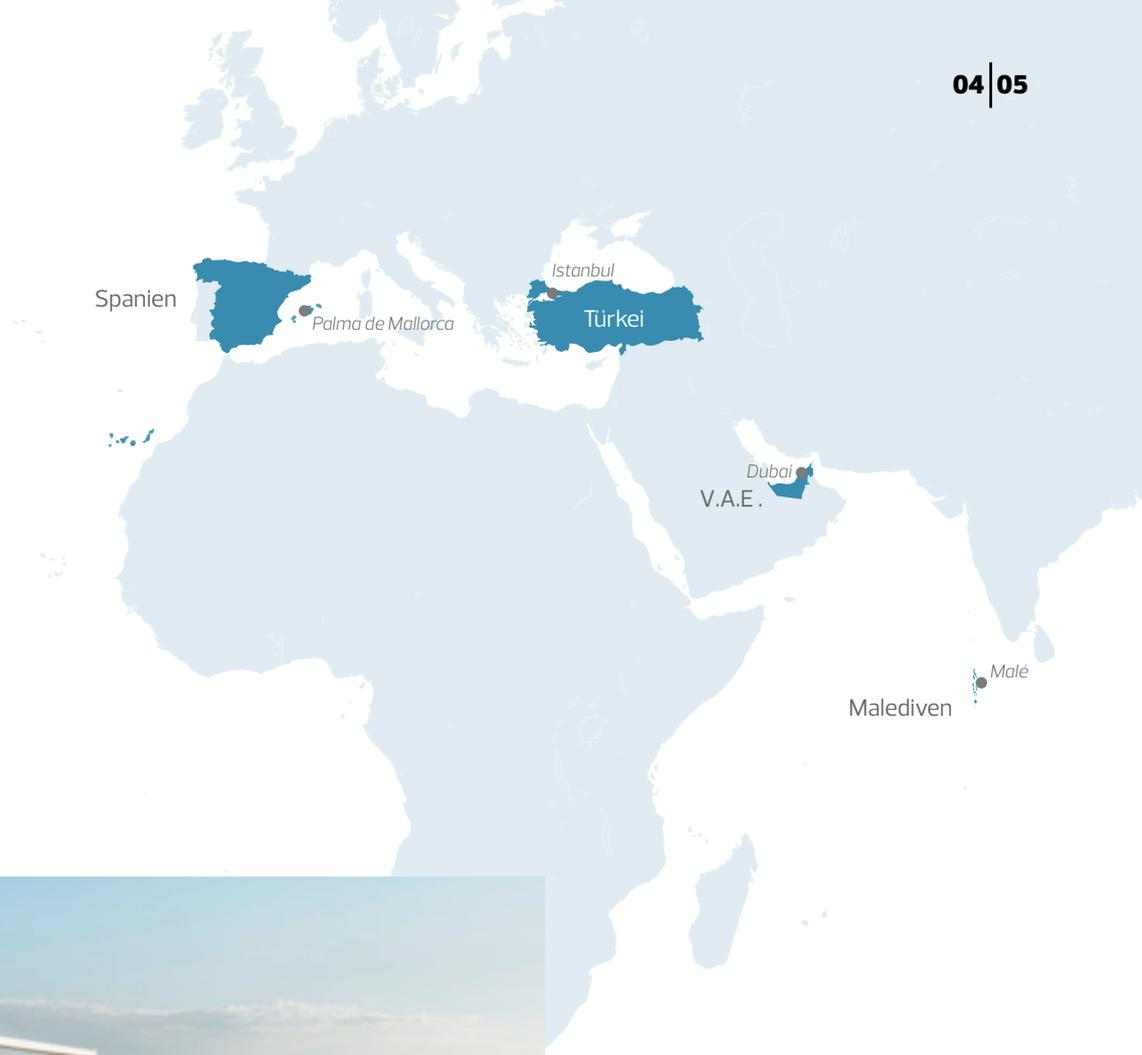 04|05
Istanbul
Spanien
Türkei
Palma de Mallorca
Dubai
V.A.E.
Malé
Malediven